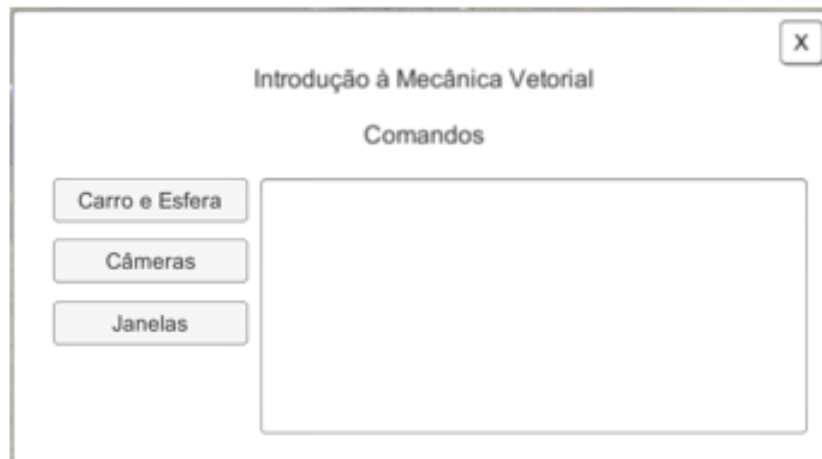 X
Introdução à Mecânica Vetorial
Comandos
Carro e Esfera
Câmeras
Janelas